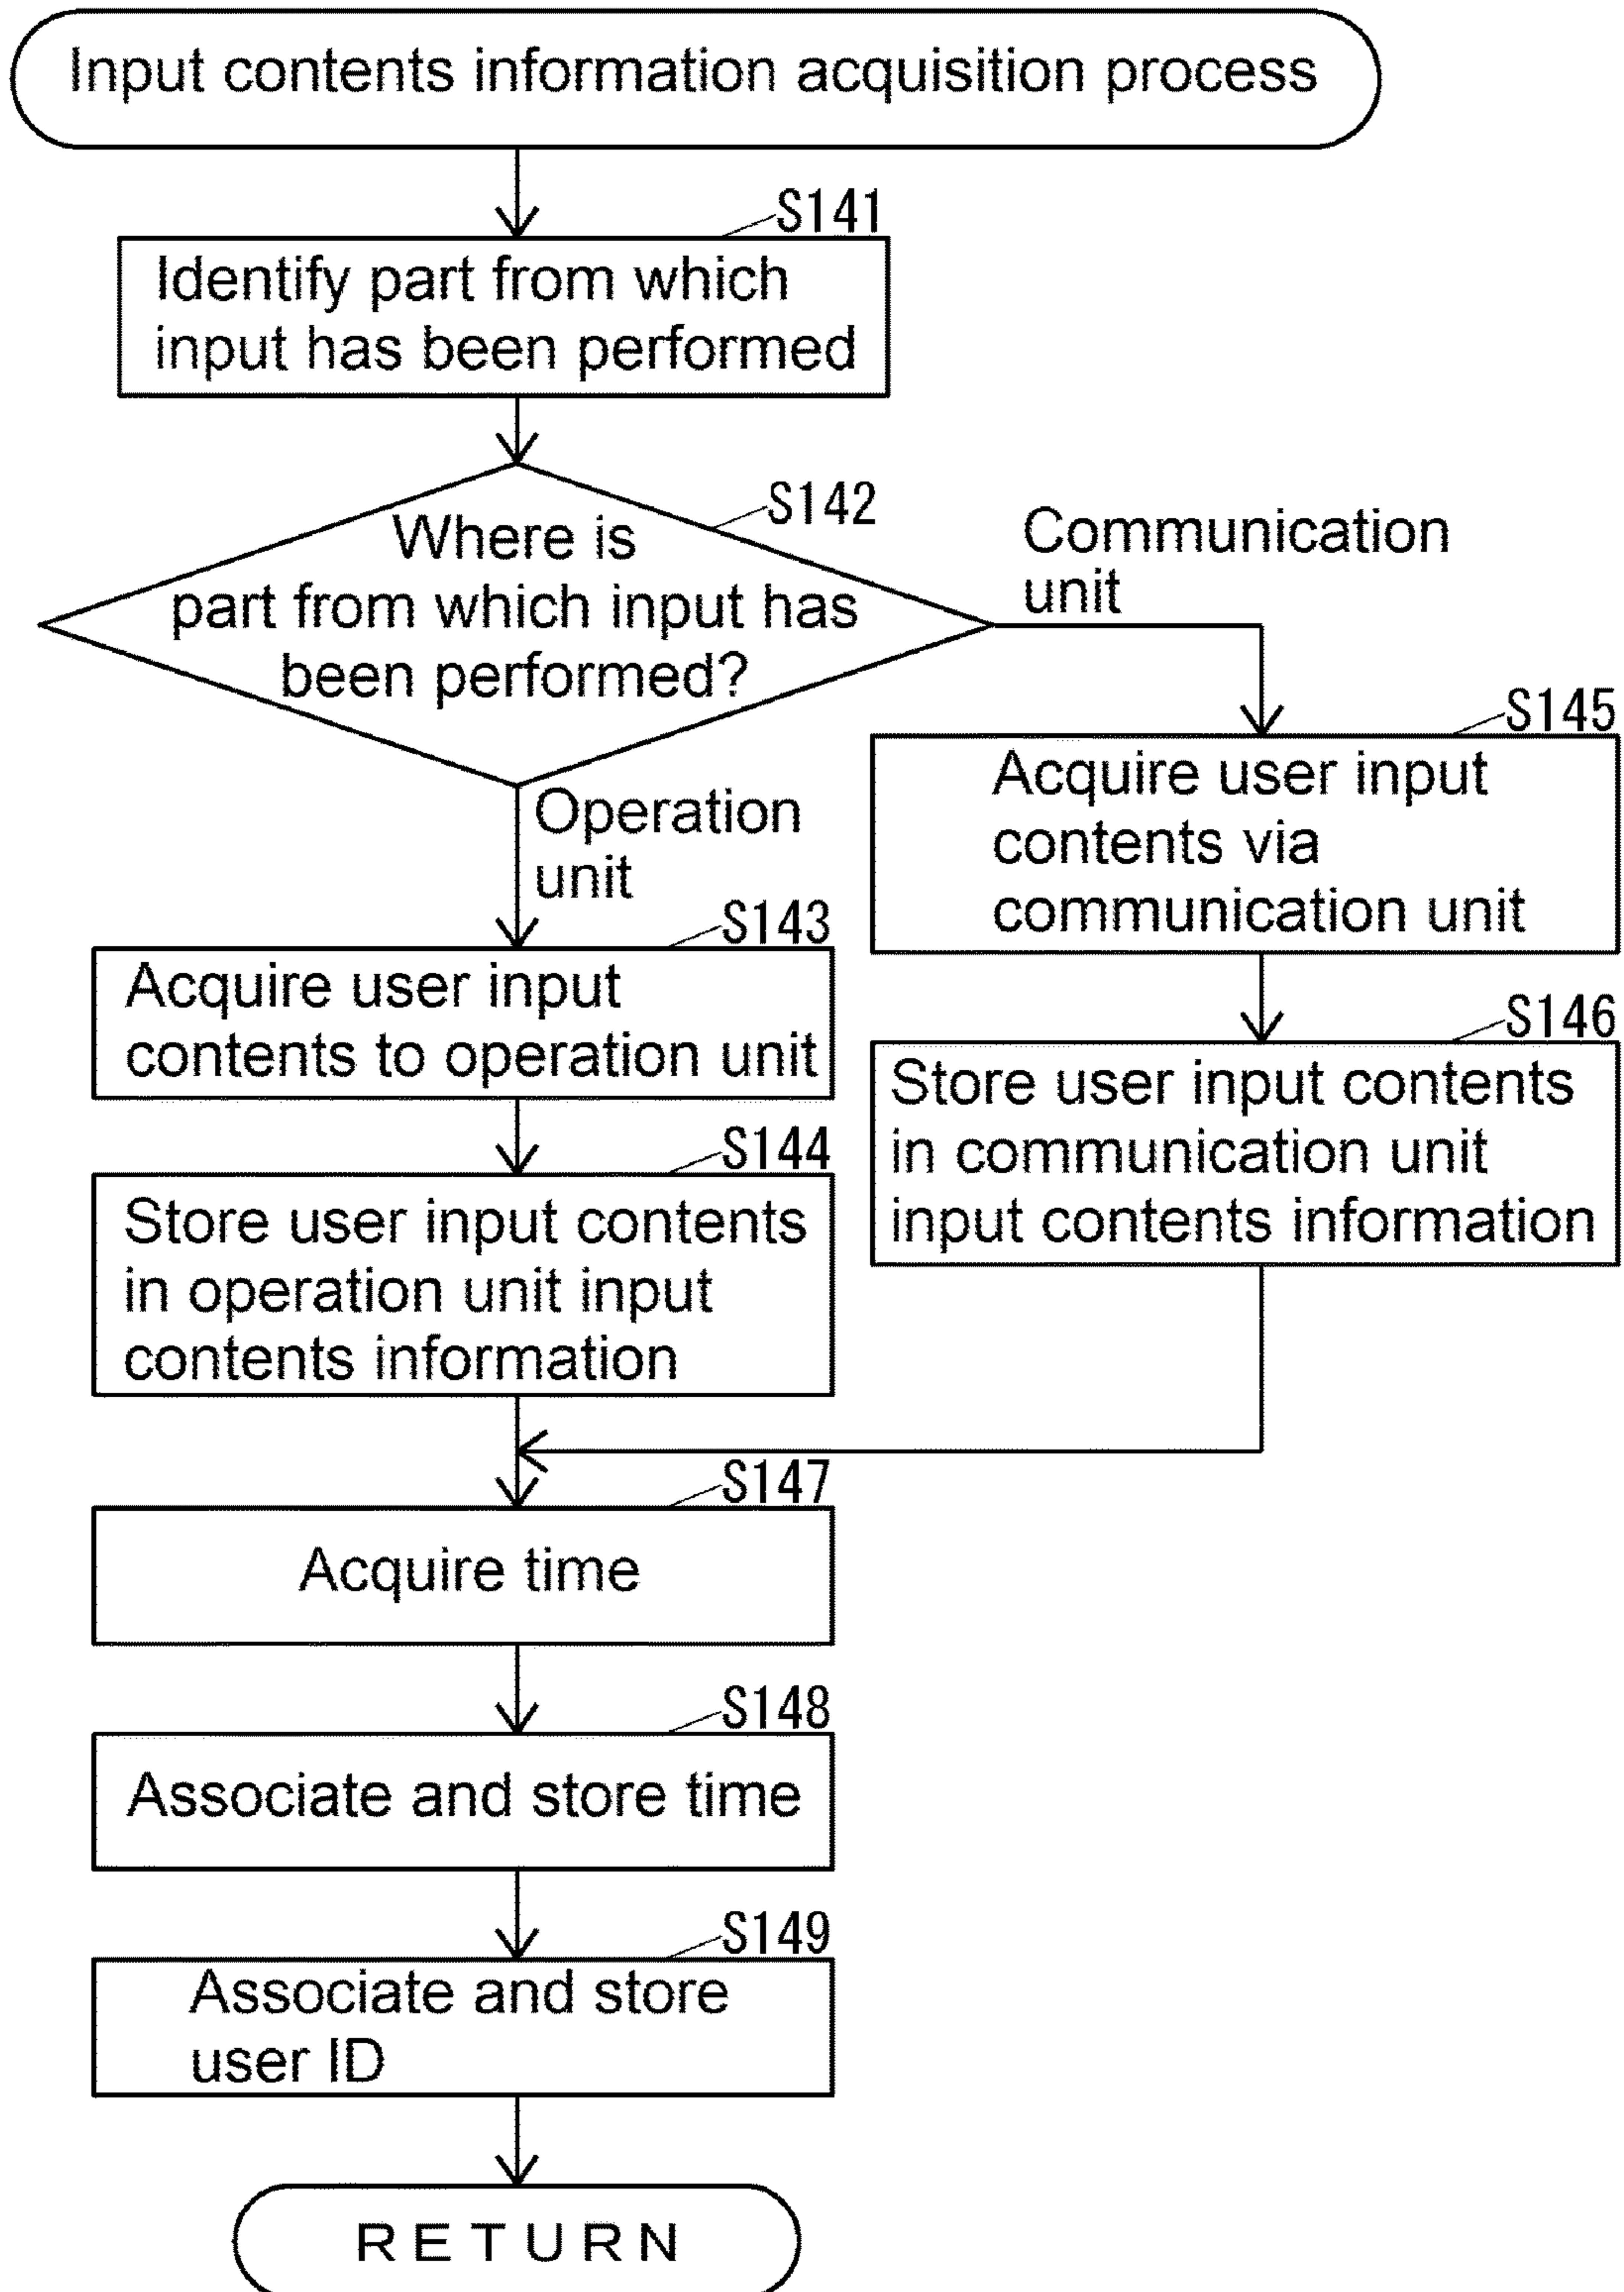 Input contents information acquisition process
S141
Identify part from which
input has been performed
S142
Where is
part from which input has
been performed?
Communication
unit
Operation
unit
S143
Acquire user input
contents to operation unit
S144
Store user input contents
in operation unit input
contents information
S145
Acquire user input
contents via
communication unit
S146
Store user input contents
in communication unit
input contents information
S147
Acquire time
S148
Associate and store time
S149
Associate and store
user ID
RETURN